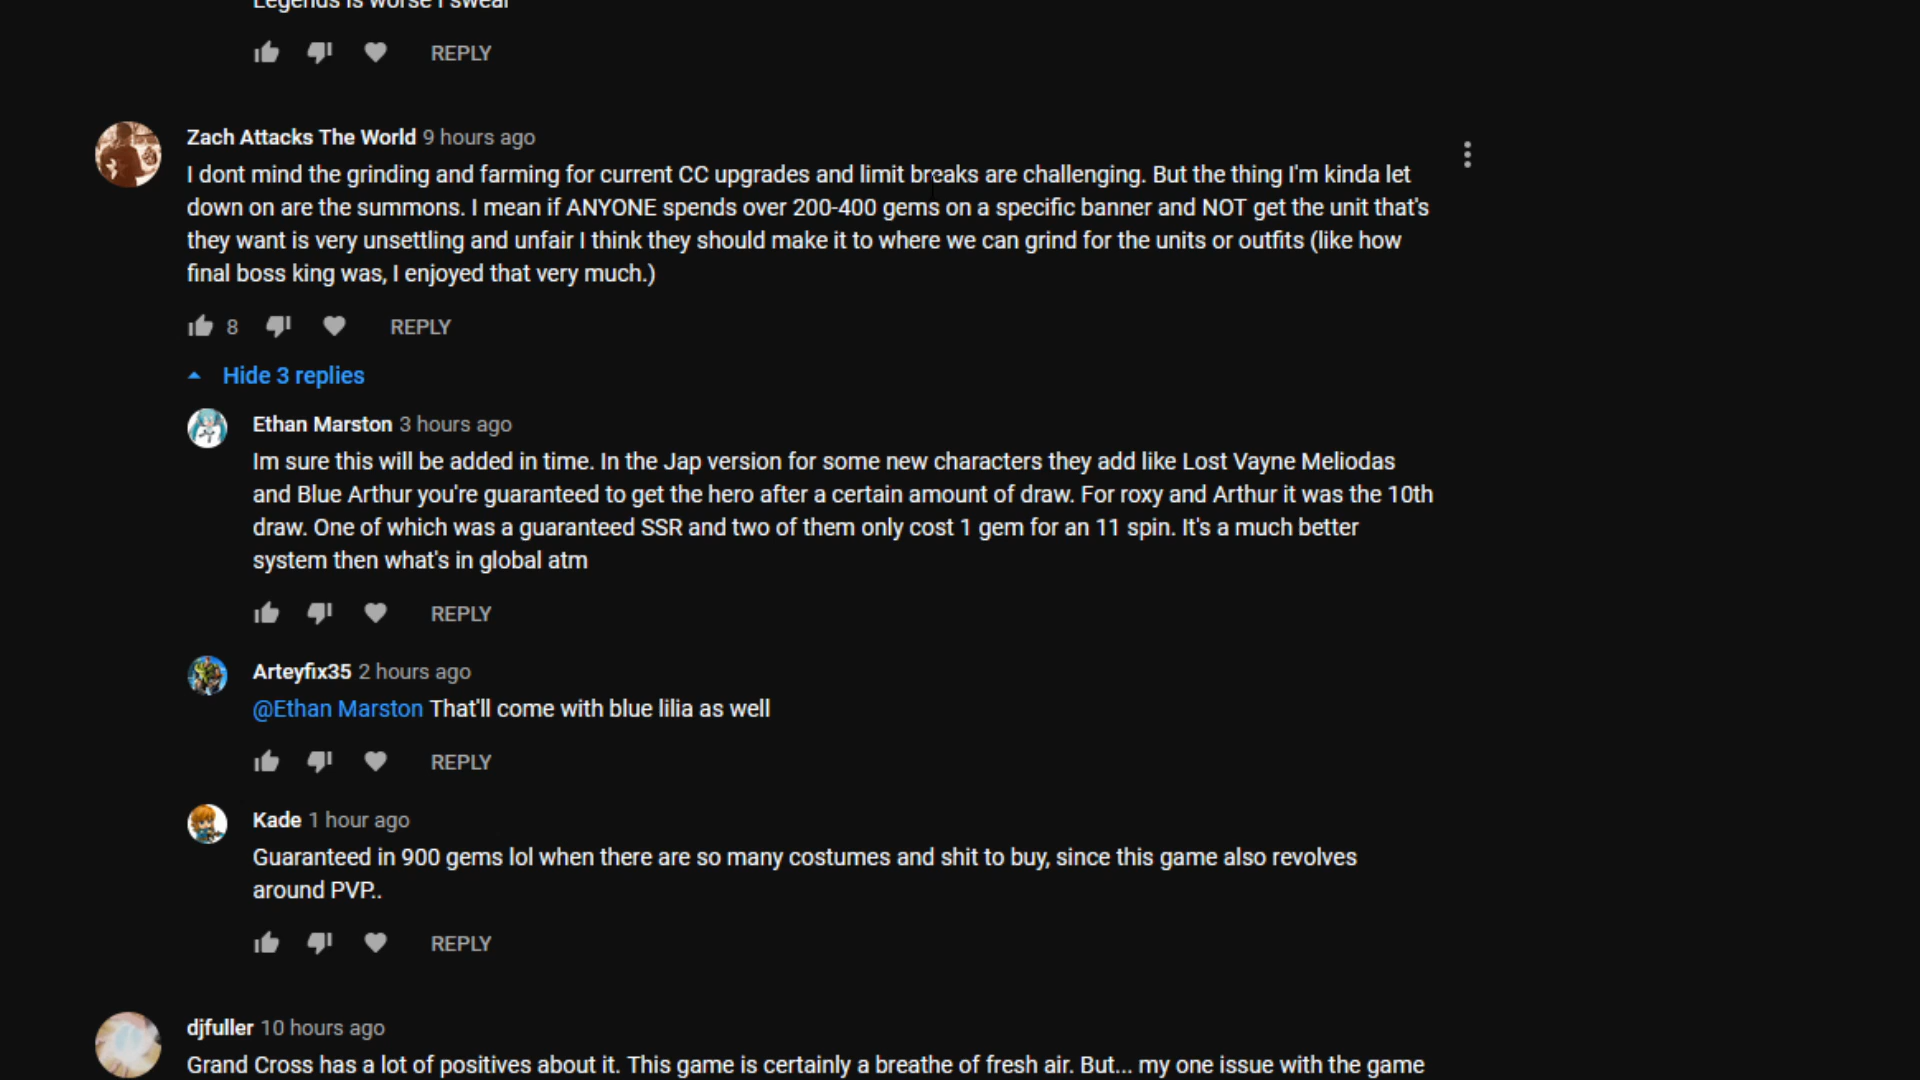 Legends is worse I swear
REPLY
Zach Attacks The World 9 hours ago
I dont mind the grinding and farming for current CC upgrades and limit breaks are challenging. But the thing I'm kinda let
down on are the summons. I mean if ANYONE spends over 200-400 gems on a specific banner and NOT get the unit that's
they want is very unsettling and unfair I think they should make it to where we can grind for the units or outfits (like how
final boss king was, I enjoyed that very much.)
8 REPLY
Hide 3 replies
Ethan Marston 3 hours ago
Im sure this will be added in time. In the Jap version for some new characters they add like Lost Vayne Meliodas
and Blue Arthur you're guaranteed to get the hero after a certain amount of draw. For roxy and Arthur it was the 10th
draw. One of which was a guaranteed SSR and two of them only cost 1 gem for an 11 spin. It's a much better
system then what's in global atm
REPLY
Arteyfix35 2 hours ago
@Ethan Marston That'll come with blue lilia as well
REPLY
Kade 1 hour ago
Guaranteed in 900 gems lol when there are so many costumes and shit to buy, since this game also revolves
around PVP..
REPLY
djfuller 10 hours ago
Grand Cross has a lot of positives about it. This game is certainly a breathe of fresh air. But... my one issue with the game